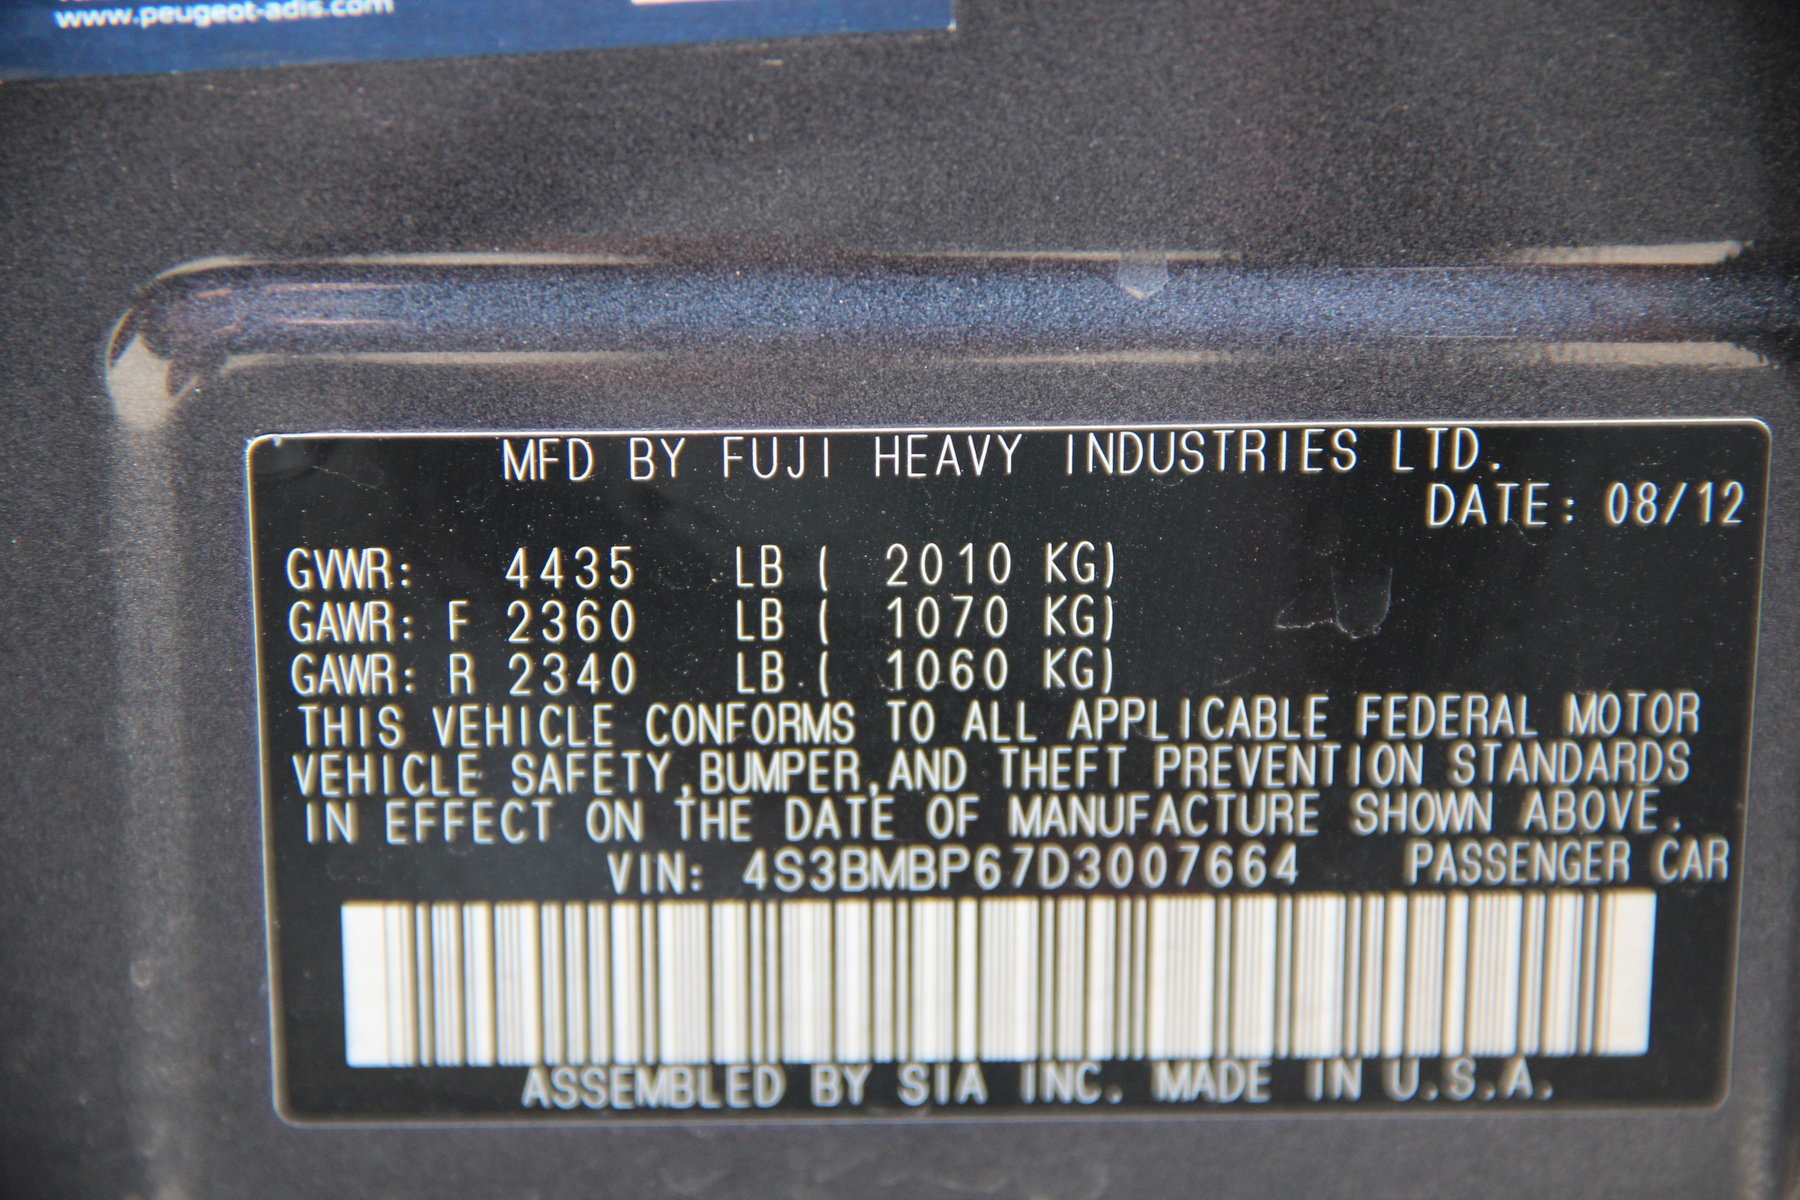 www.peugeot-adis.com
MFD BY FUJI HEAVY INDUSTRIES LTD.
DATE: 08/12
GVWR: 4435 LB ( 2010 KG)
GAWR: F 2360 LB ( 1070 KG)
GAWR: R 2340 LB ( 1060 KG)
THIS VEHICLE CONFORMS TO ALL APPLICABLE FEDERAL MOTOR
VEHICLE SAFETY,BUMPER,AND THEFT PREVENTION STANDARDS
IN EFFECT ON THE DATE OF MANUFACTURE SHOWN ABOVE.
VIN: 4S3BMBP67D3007664 PASSENGER CAR
ASSEMBLED BY SIA INC. MADE IN U.S.A.